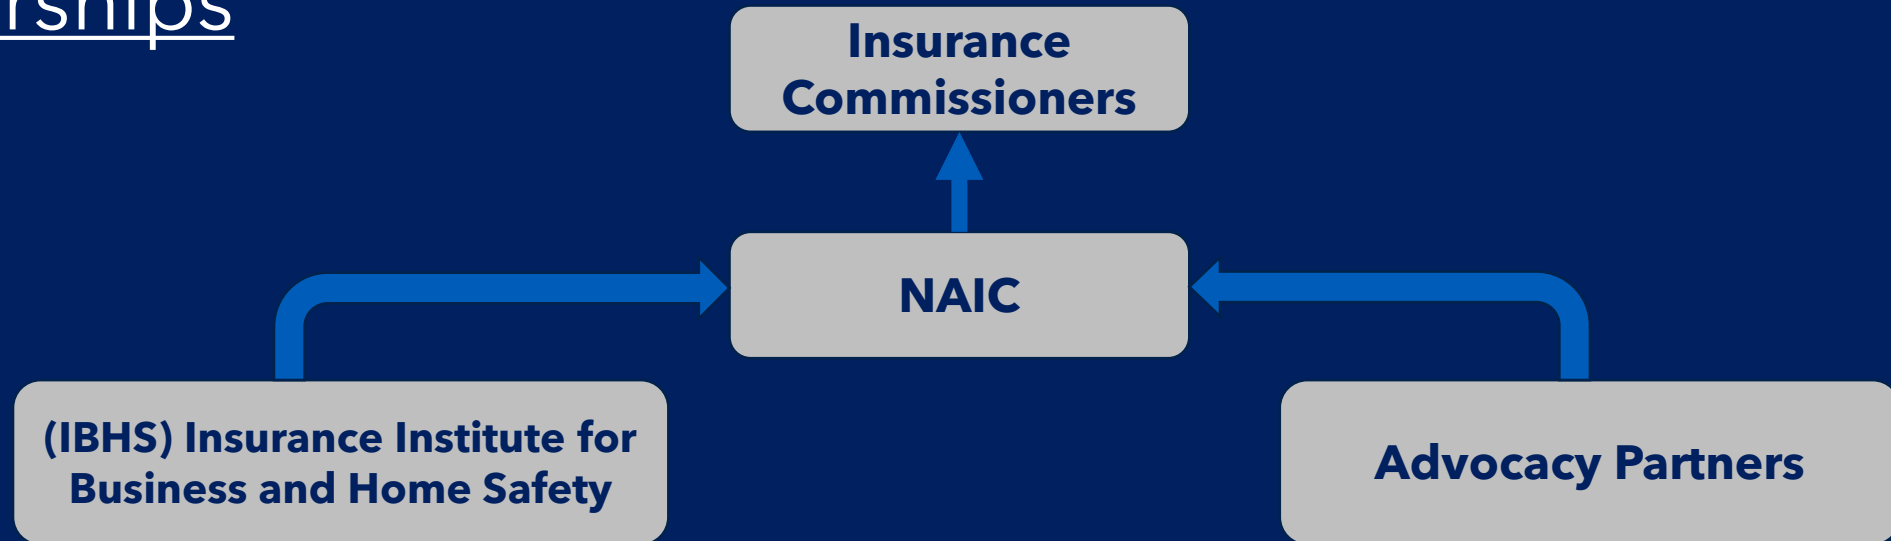 Insurance
Commissioners
NAIC
(IBHS) Insurance Institute for
Business and Home Safety
Advocacy Partners